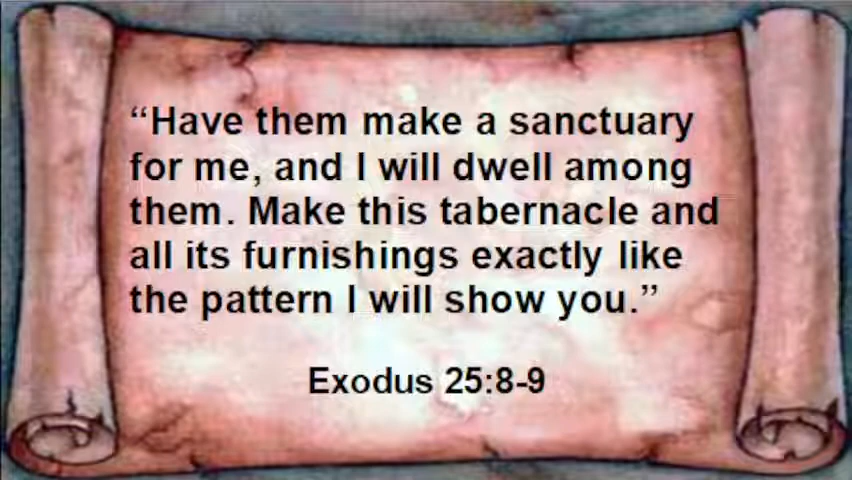 “Have them make a sanctuary
for me, and I will dwell among
them. Make this tabernacle and
all its furnishings exactly like
the pattern I will show you.”
Exodus 25:8-9